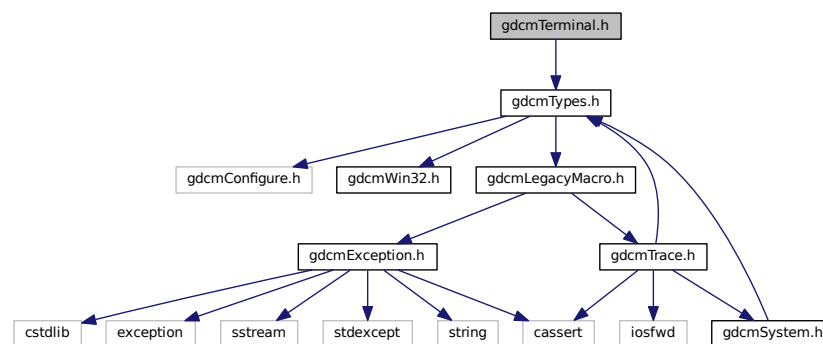 gdcmTerminal.h
gdcmTypes.h
gdcmConfigure.h
gdcmWin32.h
gdcmLegacyMacro.h
gdcmException.h
gdcmTrace.h
cstdlib
exception
sstream
stdexcept
string
cassert
iosfwd
gdcmSystem.h